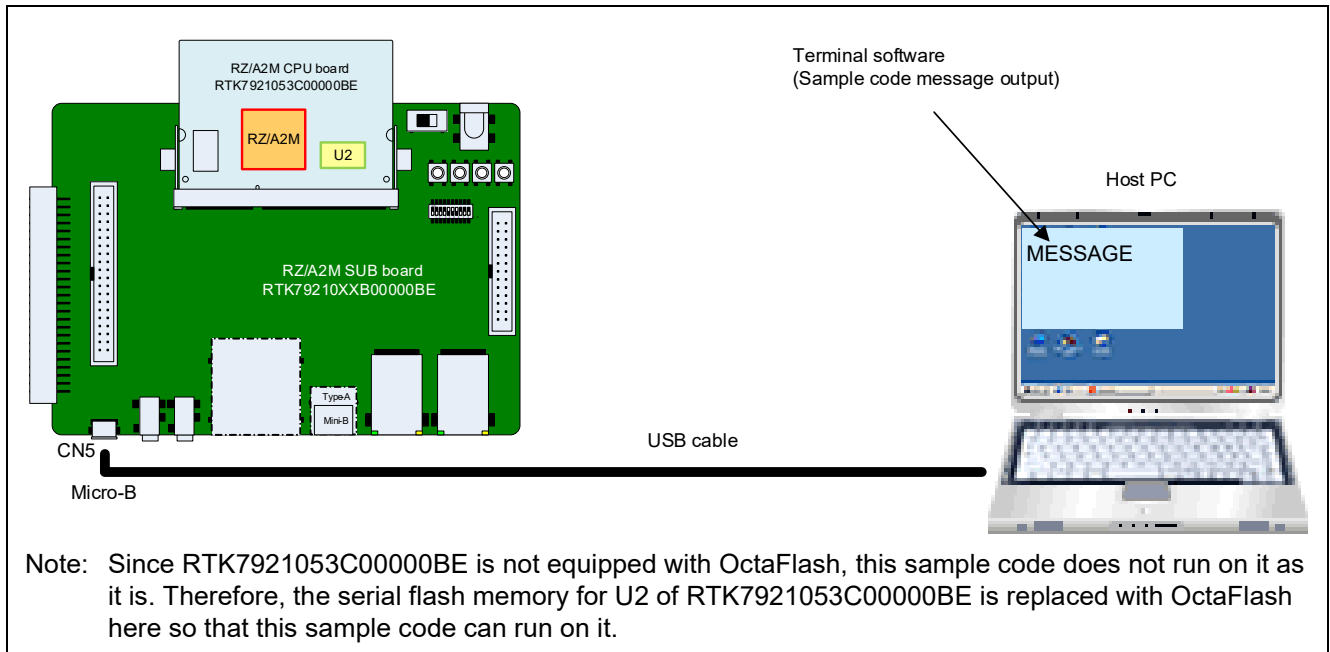 Terminal software
(Sample code message output)
RZ/A2M CPU board
RTK7921053C00000BE
RZ/A2M
U2
Host PC
MESSAGE
RZ/A2M SUB board
RTK79210XXB00000BE
TypeA
Mini-B
CN5
USB cable
Micro-B
Note: Since RTK7921053C00000BE is not equipped with OctaFlash, this sample code does not run on it as
it is. Therefore, the serial flash memory for U2 of RTK7921053C00000BE is replaced with OctaFlash
here so that this sample code can run on it.